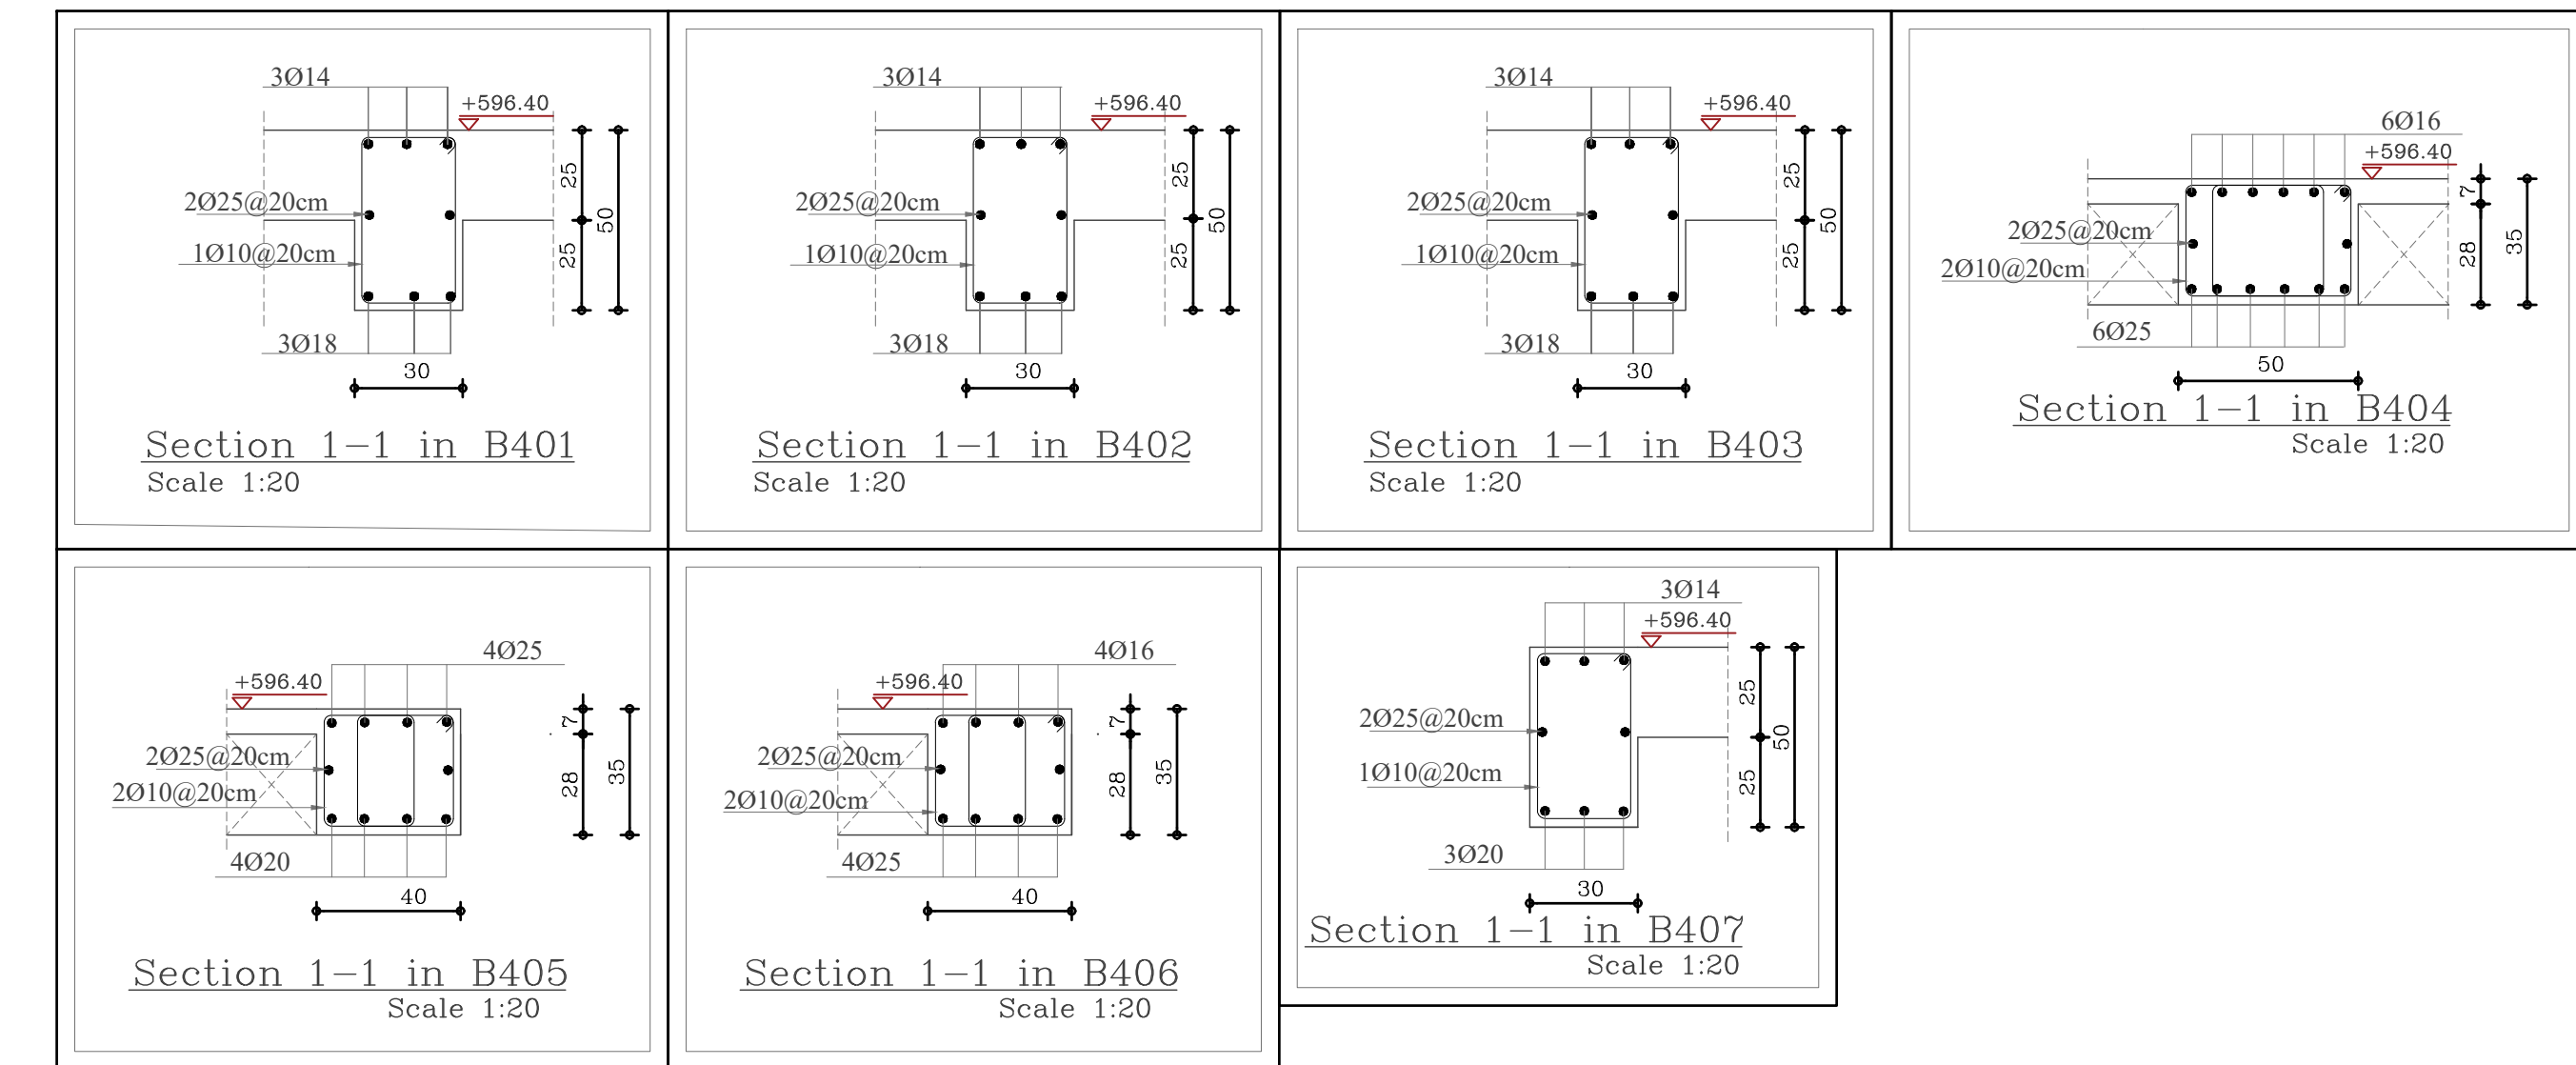 3Ø14
+596.40
2Ø25@20cm
1Ø10@20cm
25
25
50
3Ø18
30
Section 1-1 in B401
Scale 1:20
3Ø14
+596.40
2Ø25@20cm
1Ø10@20cm
25
25
50
3Ø18
30
Section 1-1 in B402
Scale 1:20
3Ø14
+596.40
2Ø25@20cm
1Ø10@20cm
25
25
50
3Ø18
30
Section 1-1 in B403
Scale 1:20
6Ø16
+596.40
2Ø25@20cm
2Ø10@20cm
7
28
35
6Ø25
50
Section 1-1 in B404
Scale 1:20
4Ø25
+596.40
2Ø25@20cm
2Ø10@20cm
7
28
35
4Ø20
40
Section 1-1 in B405
Scale 1:20
4Ø16
+596.40
2Ø25@20cm
2Ø10@20cm
7
28
35
4Ø25
40
Section 1-1 in B406
Scale 1:20
3Ø14
+596.40
2Ø25@20cm
1Ø10@20cm
25
25
50
3Ø20
30
Section 1-1 in B407
Scale 1:20